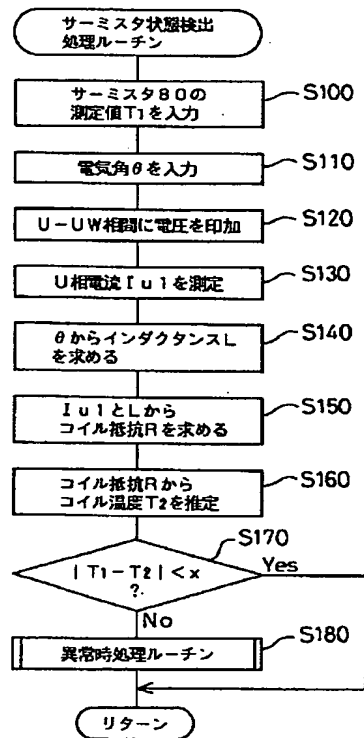 サーミスタ状態検出
処理ルーチン
サーミスタ80の
測定値T1を入力
S100
電気角θを入力
S110
U－UW相間に電圧を印加
S120
U相電流Iu1を測定
S130
θからインダクタンスL
を求める
S140
Iu1とLから
コイル抵抗Rを求める
S150
コイル抵抗Rから
コイル温度T2を推定
S160
S170
|T1－T2|<x
?
Yes
No
異常時処理ルーチン
S180
リターン